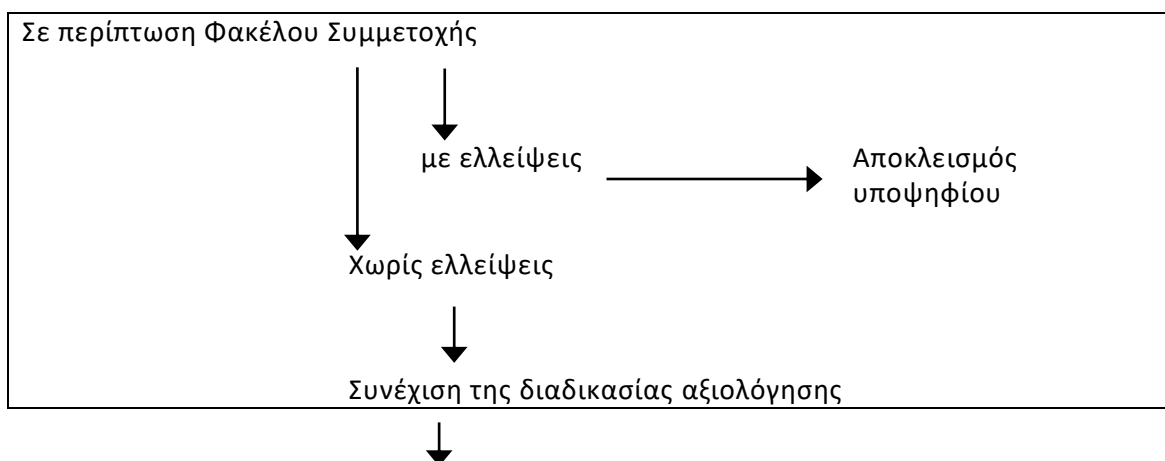 Σε περίπτωση Φακέλου Συμμετοχής
με ελλείψεις
Αποκλεισμός
υποψηφίου
Χωρίς ελλείψεις
Συνέχιση της διαδικασίας αξιολόγησης